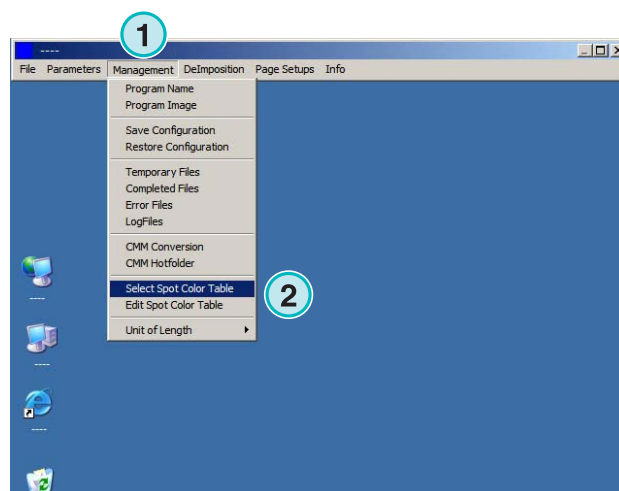 1
----
File Parameters Management DeImposition Page Setups Info
Program Name
Program Image
Save Configuration
Restore Configuration
Temporary Files
Completed Files
Error Files
LogFiles
CMM Conversion
CMM Hotfolder
Select Spot Color Table
2
Edit Spot Color Table
Unit of Length
----
----
----